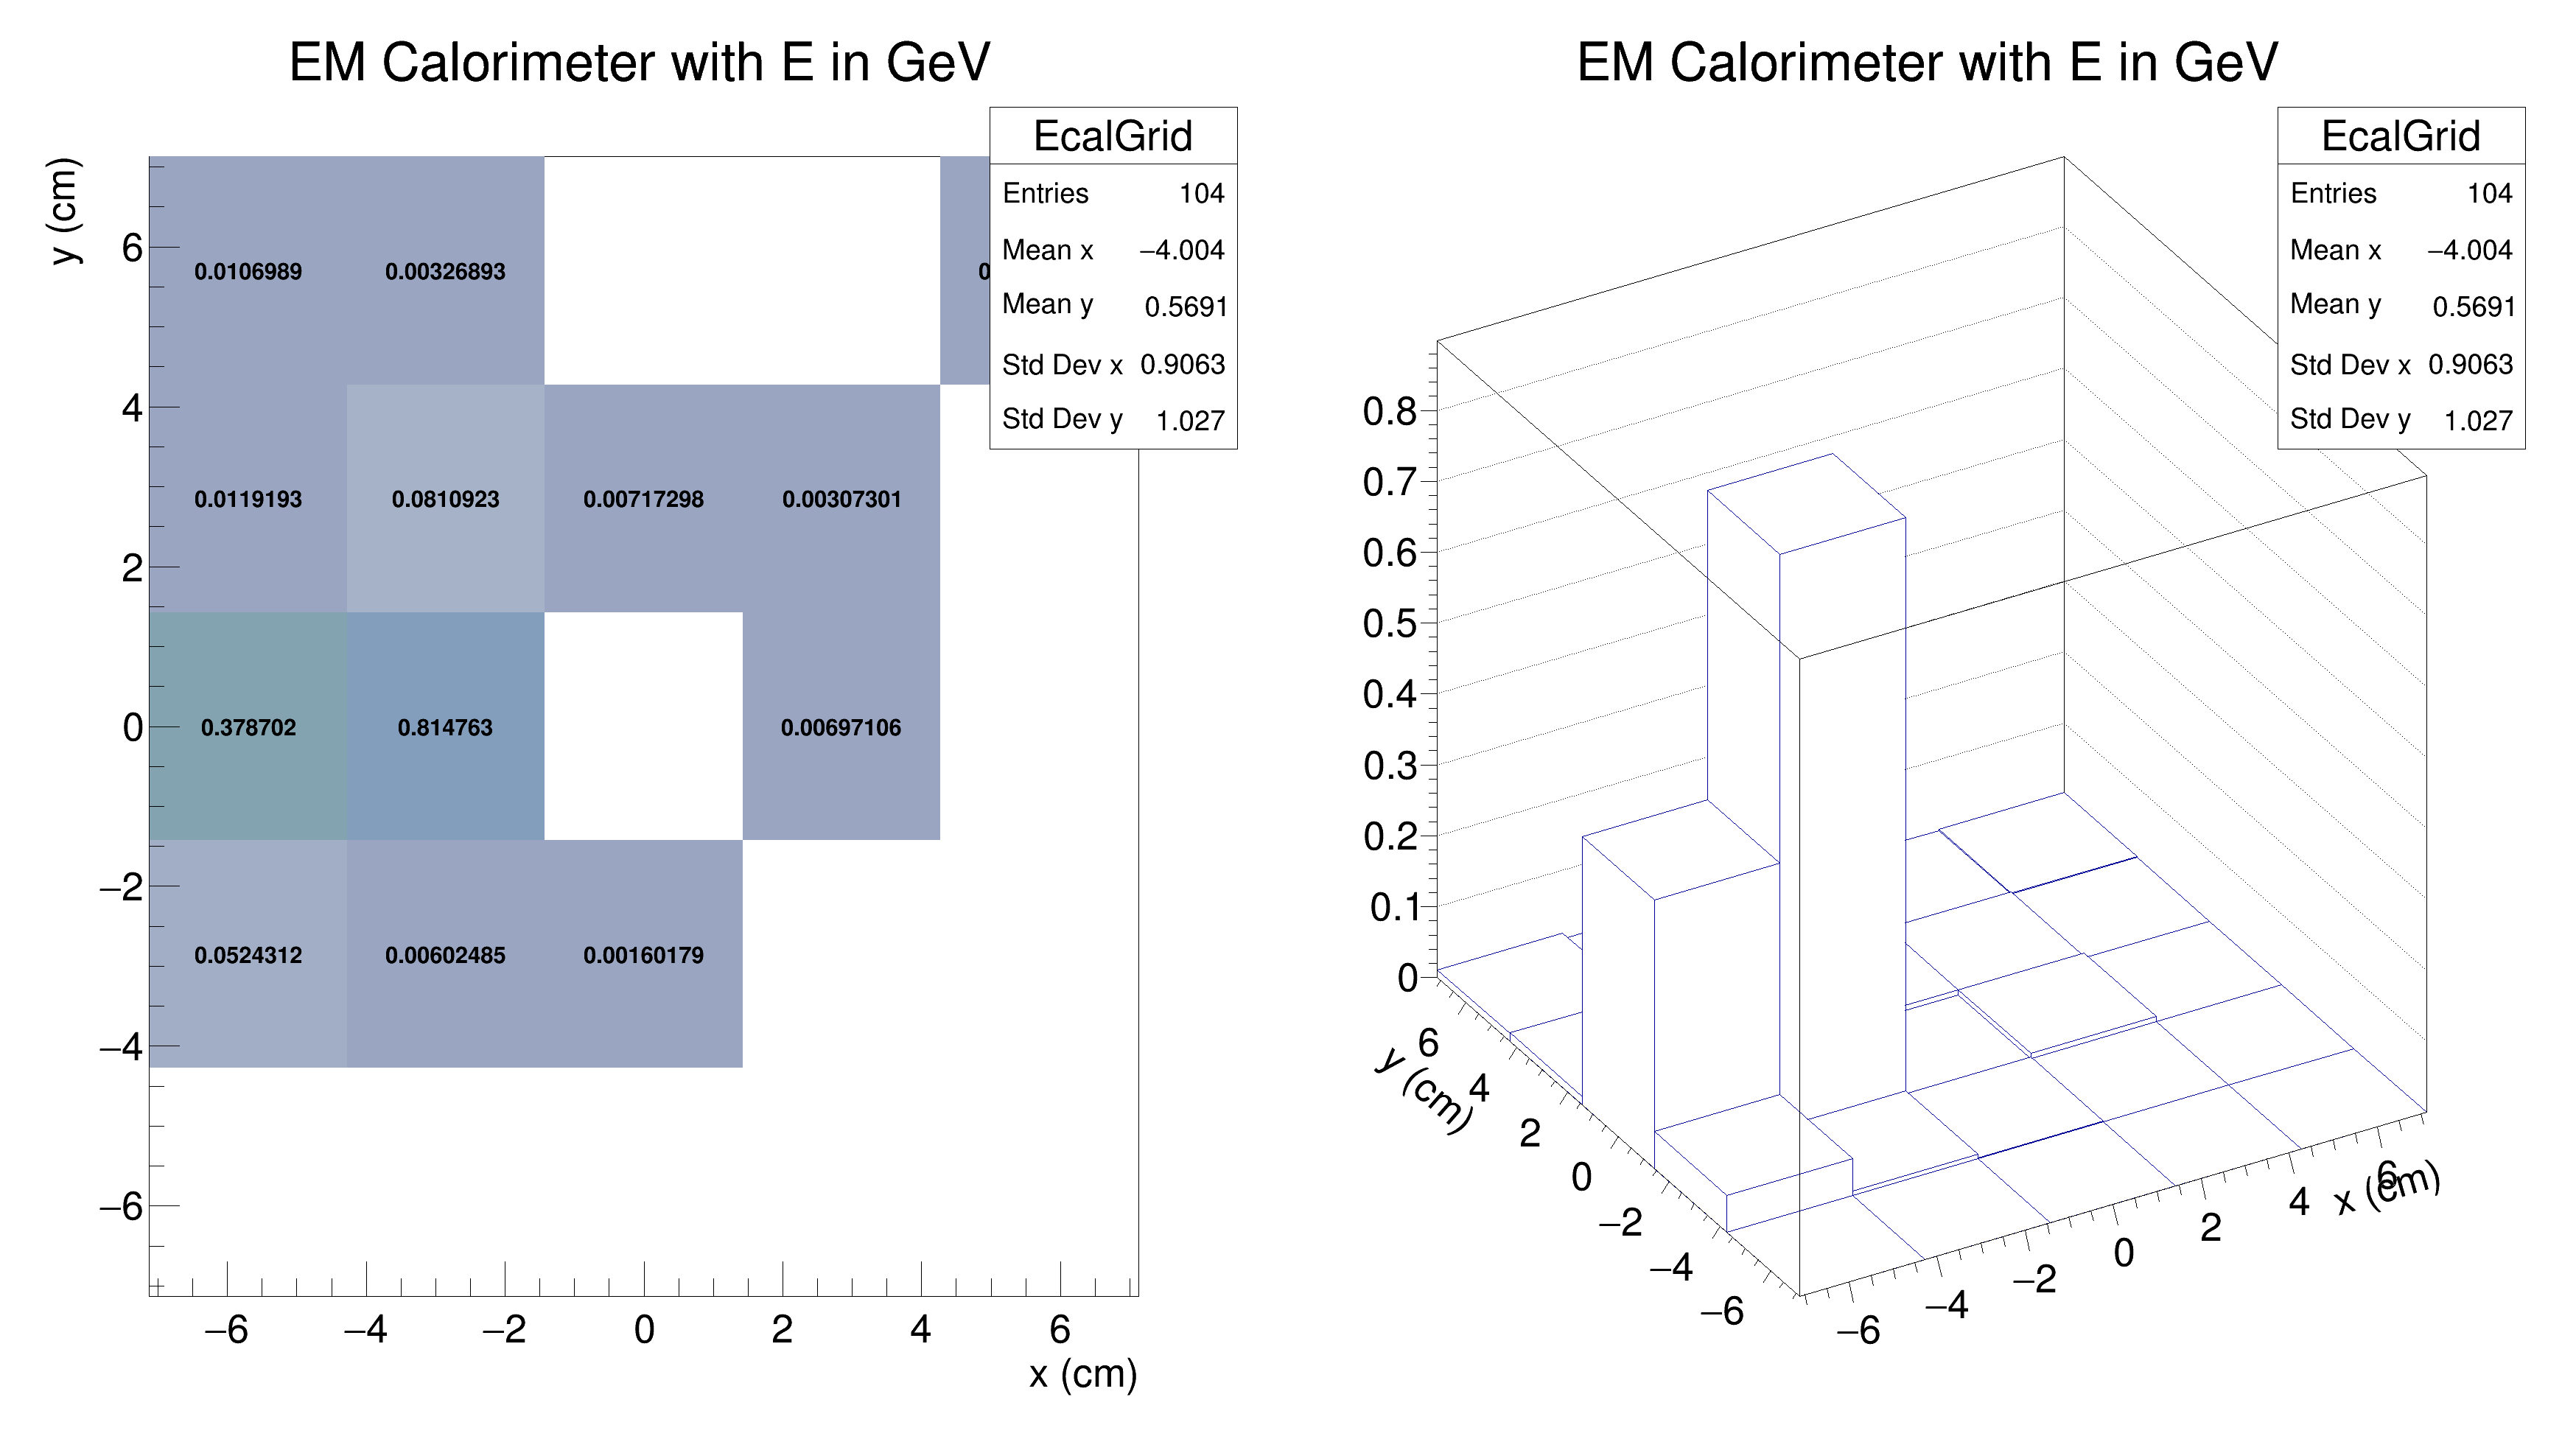 EM Calorimeter with E in GeV
EcalGrid
Entries 104
Mean x −4.004
Mean y 0.5691
Std Dev x 0.9063
Std Dev y 1.027
y (cm)
6
4
2
0
−2
−4
−6
0.0106989 0.00326893 0
0.0119193 0.0810923 0.00717298 0.00307301
0.378702 0.814763 0.00697106
0.0524312 0.00602485 0.00160179
−6 −4 −2 0 2 4 6
x (cm)
EM Calorimeter with E in GeV
EcalGrid
Entries 104
Mean x −4.004
Mean y 0.5691
Std Dev x 0.9063
Std Dev y 1.027
0.8
0.7
0.6
0.5
0.4
0.3
0.2
0.1
0
y (cm)
6
4
2
0
−2
−4
−6
−6 −4 −2 0 2 4 6
x (cm)